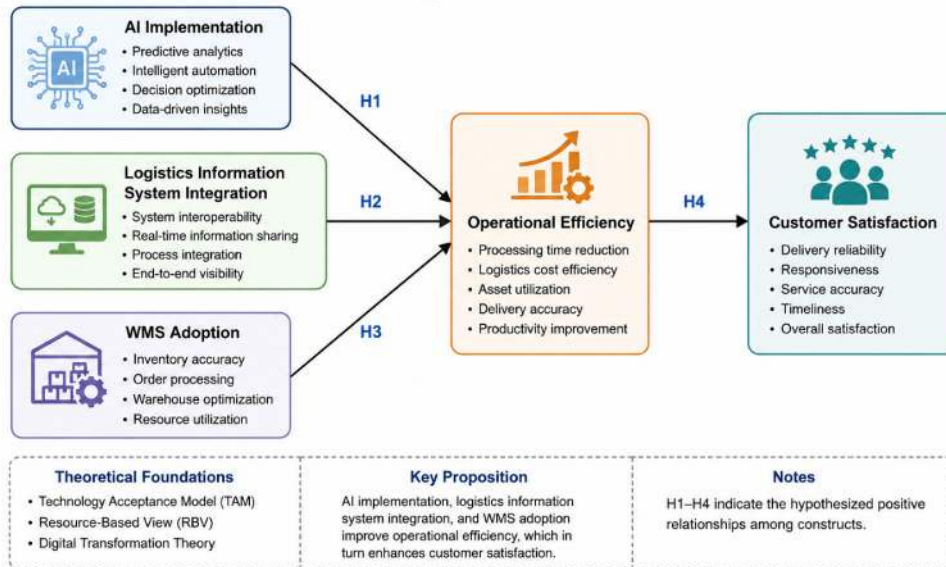 AI Implementation
AI
• Predictive analytics
• Intelligent automation
• Decision optimization
• Data-driven insights
H1
Logistics Information
System Integration
• System interoperability
• Real-time information sharing
• Process integration
• End-to-end visibility
H2
WMS Adoption
• Inventory accuracy
• Order processing
• Warehouse optimization
• Resource utilization
H3
Operational Efficiency
• Processing time reduction
• Logistics cost efficiency
• Asset utilization
• Delivery accuracy
• Productivity improvement
H4
Customer Satisfaction
• Delivery reliability
• Responsiveness
• Service accuracy
• Timeliness
• Overall satisfaction
Theoretical Foundations
• Technology Acceptance Model (TAM)
• Resource-Based View (RBV)
• Digital Transformation Theory
Key Proposition
AI implementation, logistics information
system integration, and WMS adoption
improve operational efficiency, which in
turn enhances customer satisfaction.
Notes
H1–H4 indicate the hypothesized positive
relationships among constructs.